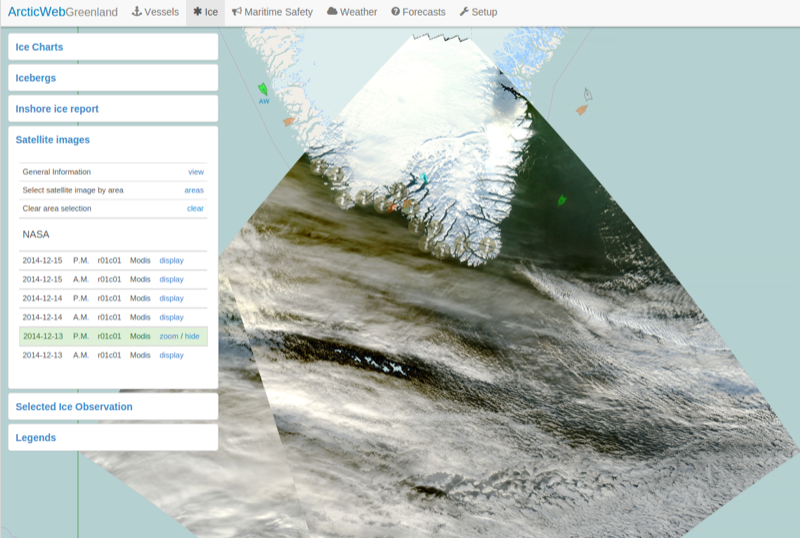 ArcticWebGreenland Vessels Ice Maritime Safety Weather Forecasts Setup
Ice Charts
Icebergs
Inshore ice report
Satellite images
General Information view
Select satellite image by area areas
Clear area selection clear
NASA
2014-12-15 P.M. r01c01 Modis display
2014-12-15 A.M. r01c01 Modis display
2014-12-14 P.M. r01c01 Modis display
2014-12-14 A.M. r01c01 Modis display
2014-12-13 P.M. r01c01 Modis zoom / hide
2014-12-13 A.M. r01c01 Modis display
Selected Ice Observation
Legends
AW